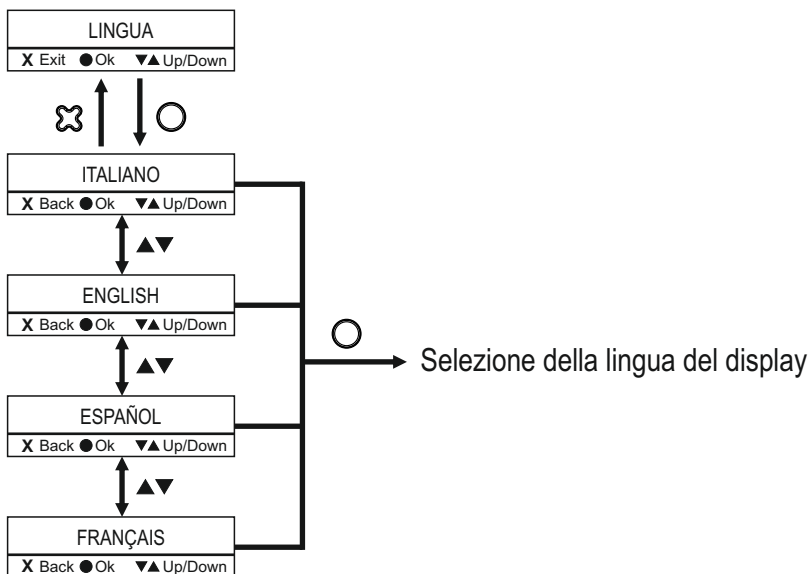 LINGUA
X Exit ●Ok ▼▲Up/Down
ITALIANO
X Back ●Ok ▼▲Up/Down
▲▼
ENGLISH
X Back ●Ok ▼▲Up/Down
Selezione della lingua del display
▲▼
ESPAÑOL
X Back ●Ok ▼▲Up/Down
▲▼
FRANÇAIS
X Back ●Ok ▼▲Up/Down